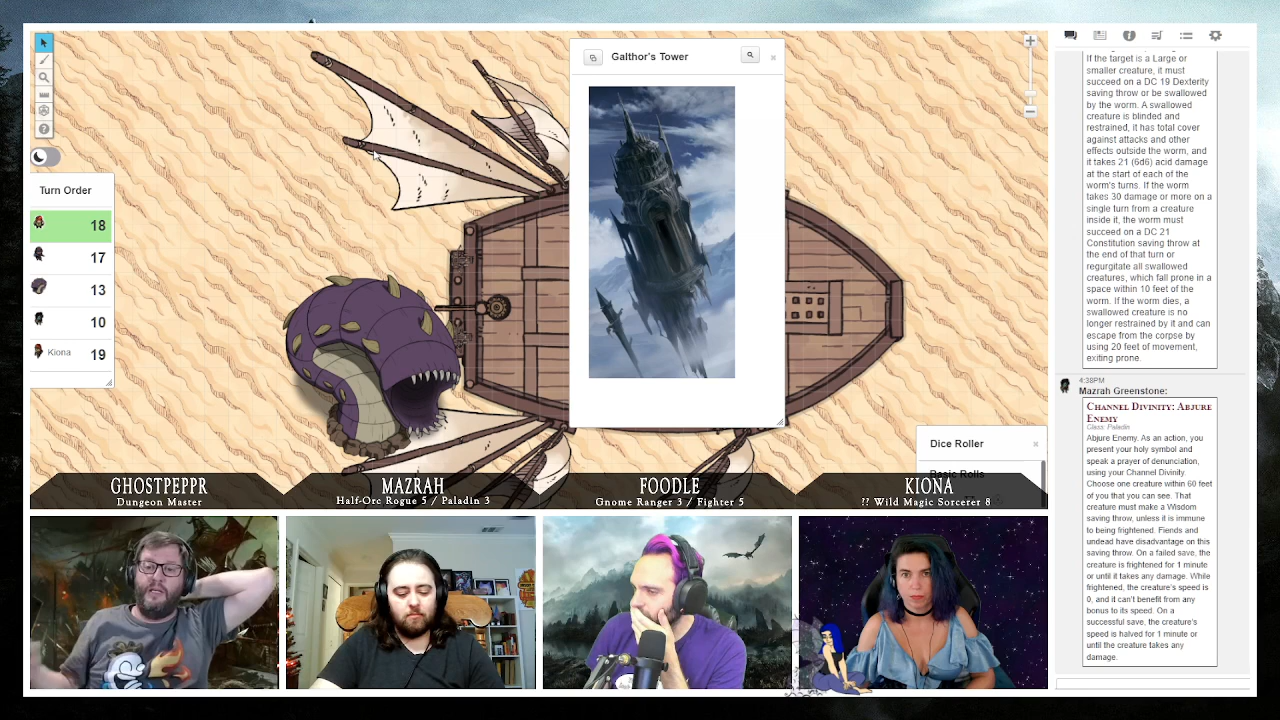 Galthor's Tower
Turn Order
18
17
13
10
Kiona 19
If the target is a Large or
smaller creature, it must
succeed on a DC 19 Dexterity
saving throw or be swallowed
by the worm. A swallowed
creature is blinded and
restrained, it has total cover
against attacks and other
effects outside the worm, and
it takes 21 (6d6) acid damage
at the start of each of the
worm's turns. If the worm
takes 30 damage or more on a
single turn from a creature
inside it, the worm must
succeed on a DC 21
Constitution saving throw at
the end of that turn or
regurgitate all swallowed
creatures, which fall prone in a
space within 10 feet of the
worm. If the worm dies, a
swallowed creature is no
longer restrained by it and can
escape from the corpse by
using 20 feet of movement,
exiting prone.
4:38PM
Mazrah Greenstone:
Channel Divinity: Abjure
Enemy
Class: Paladin
Abjure Enemy. As an action, you
present your holy symbol and
speak a prayer of denunciation,
using your Channel Divinity.
Choose one creature within 60 feet
of you that you can see. That
creature must make a Wisdom
saving throw, unless it is immune
to being frightened. Fiends and
undead have disadvantage on this
saving throw. On a failed save, the
creature is frightened for 1 minute
or until it takes any damage. While
frightened, the creature's speed is
0, and it can't benefit from any
bonus to its speed. On a
successful save, the creature's
speed is halved for 1 minute or
until the creature takes any
damage.
Dice Roller
Basic Rolls
GHOSTPEPPR
Dungeon Master
MAZRAH
Half-Orc Rogue 5 / Paladin 3
FOODLE
Gnome Ranger 3 / Fighter 5
KIONA
?? Wild Magic Sorcerer 8